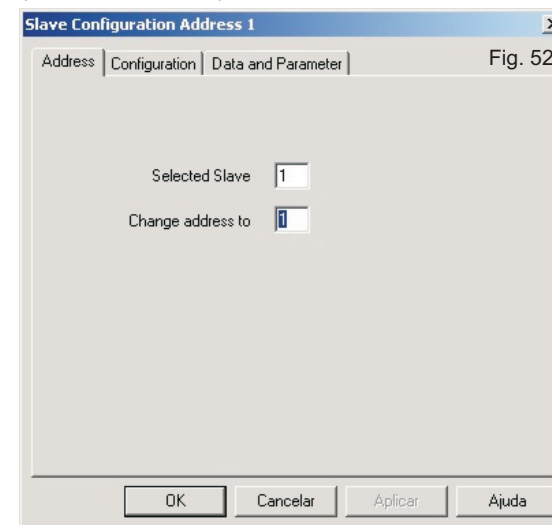 Slave Configuration Address 1
Address Configuration Data and Parameter
Fig. 52
Selected Slave 1
Change address to 1
OK Cancelar Aplicar Ajuda